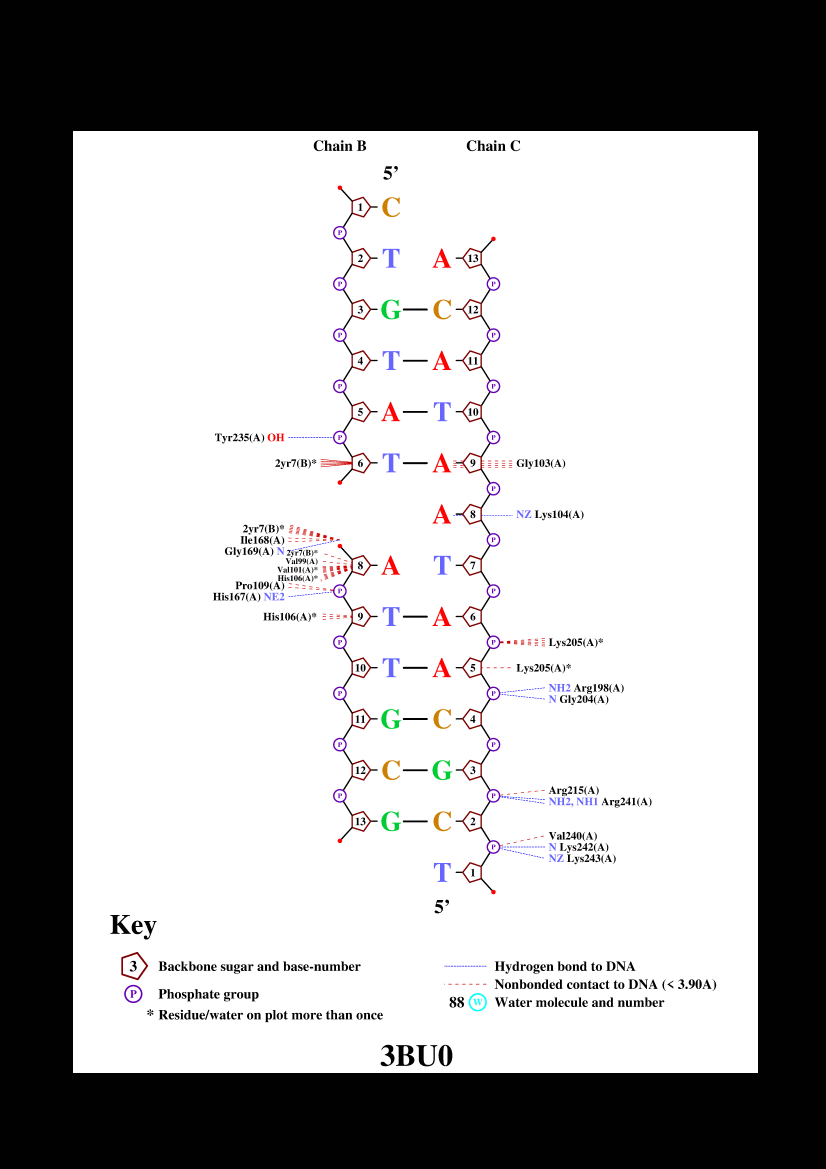 Chain B Chain C
5’
1 C
P
2 T A 13
P P
3 G C 12
P P
4 T A 11
P P
5 A T 10
Tyr235(A) OH P P
2yr7(B)* 6 T A 9 Gly103(A)
P
A 8 NZ Lys104(A)
2yr7(B)*
Ile168(A) P
Gly169(A) N
2yr7(B)*
Val99(A)
8 A T 7
Val101(A)*
His106(A)*
Pro109(A)
P P
His167(A) NE2
His106(A)* 9 T A 6
P P Lys205(A)*
10 T A 5 Lys205(A)*
NH2 Arg198(A)
P P
N Gly204(A)
11 G C 4
P P
12 C G 3
Arg215(A)
P P
NH2, NH1 Arg241(A)
13 G C 2
Val240(A)
P N Lys242(A)
NZ Lys243(A)
T 1
5’
Key
3 Backbone sugar and base-number
P Phosphate group
* Residue/water on plot more than once
Hydrogen bond to DNA
Nonbonded contact to DNA (< 3.90A)
88 W Water molecule and number
3BU0